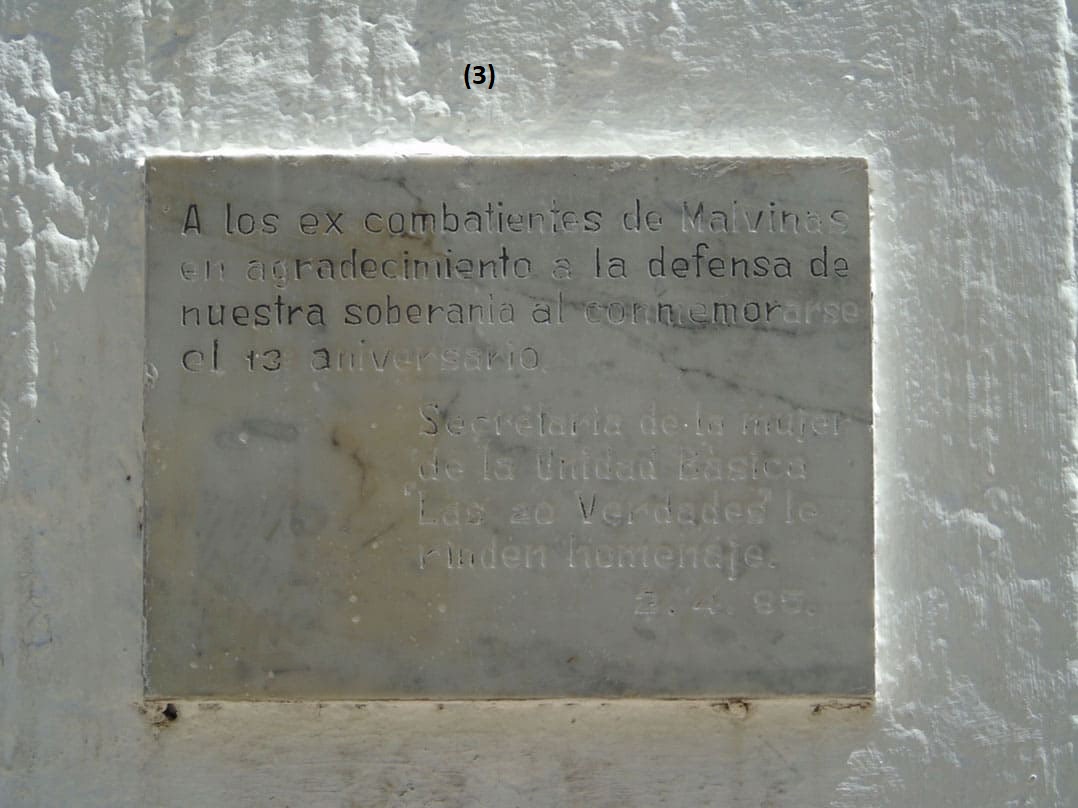 (3)
A los ex combatientes de Malvinas
en agradecimiento a la defensa de
nuestra soberania al conmemorarse
el 13 aniversario.
Secretaria de la mujer
de la Unidad Basica
"Las 20 Verdades" le
rinden homenaje.
2. 4. 95.